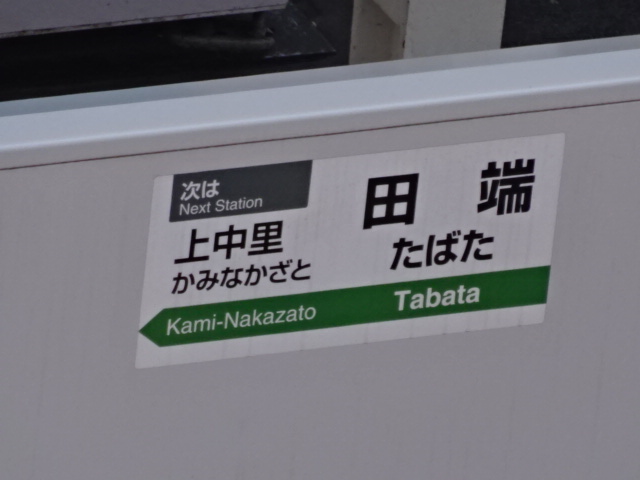 次は
Next Station
上中里
かみなかざと
Kami-Nakazato
田端
たばた
Tabata